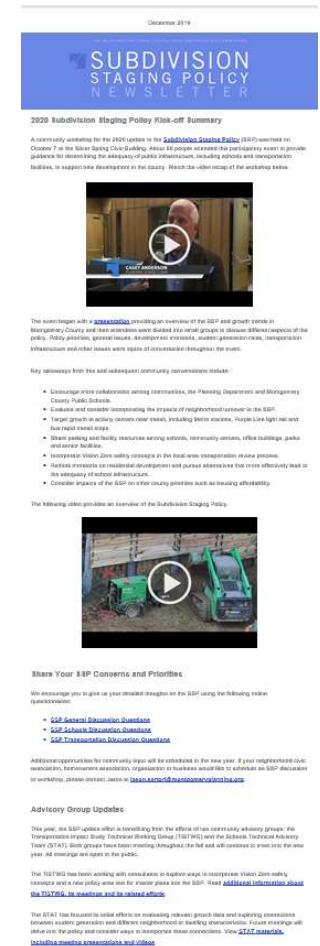 December 2019
SUBDIVISION
STAGING POLICY
NEWSLETTER
2020 Subdivision Staging Policy Kick-off Summary
A community workshop for the 2020 update to the Subdivision Staging Policy (SSP) was held on
October 7 at the Silver Spring Civic Building. About 60 people attended this participatory event to provide
guidance for determining the adequacy of public infrastructure, including schools and transportation
facilities, to support new development in the county. Watch the video recap of the workshop below.
CASEY ANDERSON
The event began with a presentation providing an overview of the SSP and growth trends in
Montgomery County and then attendees were divided into small groups to discuss different aspects of the
policy. Policy priorities, general issues, development moratoria, student generation rates, transportation
infrastructure and other issues were topics of conversation throughout the event.
Key takeaways from this and subsequent community conversations include:
Encourage more collaboration among communities, the Planning Department and Montgomery
County Public Schools.
Evaluate and consider incorporating the impacts of neighborhood turnover in the SSP.
Target growth in activity centers near transit, including Metro stations, Purple Line light rail and
bus rapid transit stops.
Share parking and facility resources among schools, community centers, office buildings, parks
and senior facilities.
Incorporate Vision Zero safety concepts in the local area transportation review process.
Rethink moratoria on residential development and pursue alternatives that more effectively lead to
the adequacy of school infrastructure.
Consider impacts of the SSP on other county priorities such as housing affordability.
The following video provides an overview of the Subdivision Staging Policy.
Share Your SSP Concerns and Priorities
We encourage you to give us your detailed thoughts on the SSP using the following online
questionnaires:
SSP General Discussion Questions
SSP Schools Discussion Questions
SSP Transportation Discussion Questions
Additional opportunities for community input will be scheduled in the new year. If your neighborhood civic
association, homeowners association, organization or business would like to schedule an SSP discussion
or workshop, please contact Jason at jason.sartori@montgomeryplanning.org.
Advisory Group Updates
This year, the SSP update effort is benefitting from the efforts of two community advisory groups: the
Transportation Impact Study Technical Working Group (TISTWG) and the Schools Technical Advisory
Team (STAT). Both groups have been meeting throughout the fall and will continue to meet into the new
year. All meetings are open to the public.
The TISTWG has been working with consultants to explore ways to incorporate Vision Zero safety
concepts and a new policy area test for master plans into the SSP. Read additional information about
the TISTWG, its meetings and its related efforts.
The STAT has focused its initial efforts on evaluating relevant growth data and exploring connections
between student generation and different neighborhood or dwelling characteristics. Future meetings will
delve into the policy and consider ways to incorporate these connections. View STAT materials,
including meeting presentations and videos.